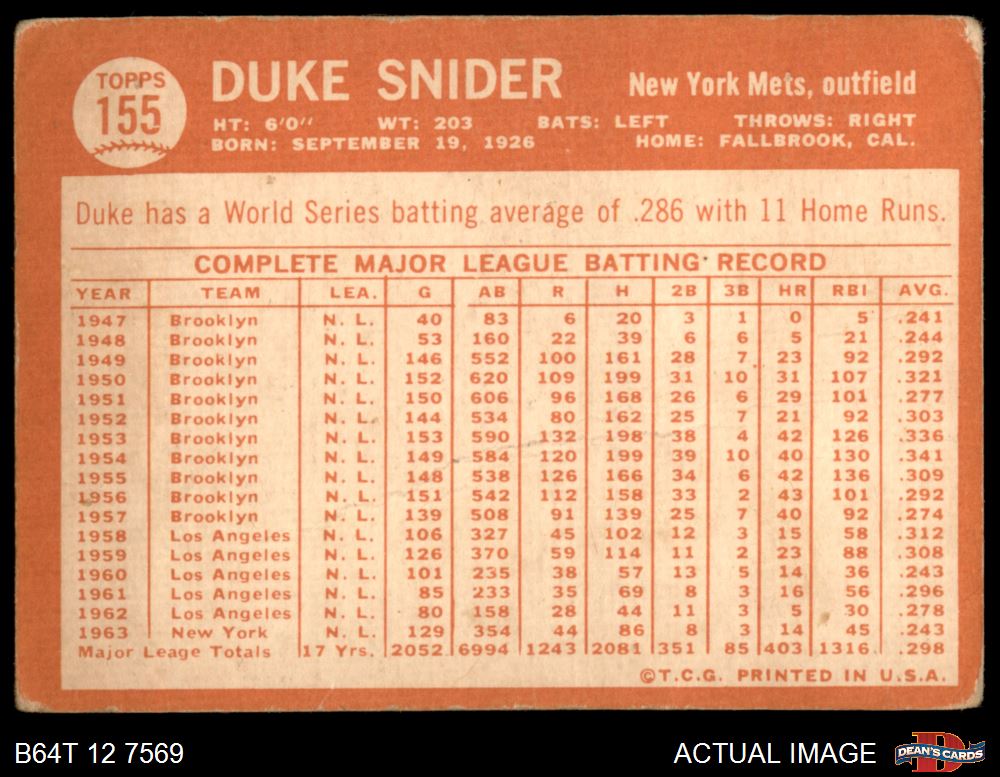 TOPPS
155
DUKE SNIDER New York Mets, outfield
HT: 6'0" WT: 203 BATS: LEFT THROWS: RIGHT
BORN: SEPTEMBER 19, 1926 HOME: FALLBROOK, CAL.
Duke has a World Series batting average of .286 with 11 Home Runs.
COMPLETE MAJOR LEAGUE BATTING RECORD
YEAR TEAM LEA. G AB R H 2B 3B HR RBI AVG.
1947 Brooklyn N. L. 40 83 6 20 3 1 0 5 .241
1948 Brooklyn N. L. 53 160 22 39 6 6 5 21 .244
1949 Brooklyn N. L. 146 552 100 161 28 7 23 92 .292
1950 Brooklyn N. L. 152 620 109 199 31 10 31 107 .321
1951 Brooklyn N. L. 150 606 96 168 26 6 29 101 .277
1952 Brooklyn N. L. 144 534 80 162 25 7 21 92 .303
1953 Brooklyn N. L. 153 590 132 198 38 4 42 126 .336
1954 Brooklyn N. L. 149 584 120 199 39 10 40 130 .341
1955 Brooklyn N. L. 148 538 126 166 34 6 42 136 .309
1956 Brooklyn N. L. 151 542 112 158 33 2 43 101 .292
1957 Brooklyn N. L. 139 508 91 139 25 7 40 92 .274
1958 Los Angeles N. L. 106 327 45 102 12 3 15 58 .312
1959 Los Angeles N. L. 126 370 59 114 11 2 23 88 .308
1960 Los Angeles N. L. 101 235 38 57 13 5 14 36 .243
1961 Los Angeles N. L. 85 233 35 69 8 3 16 56 .296
1962 Los Angeles N. L. 80 158 28 44 11 3 5 30 .278
1963 New York N. L. 129 354 44 86 8 3 14 45 .243
Major Leage Totals 17 Yrs. 2052 6994 1243 2081 351 85 403 1316 .298
©T.C.G. PRINTED IN U.S.A.
B64T 12 7569 ACTUAL IMAGE DEAN'S CARDS